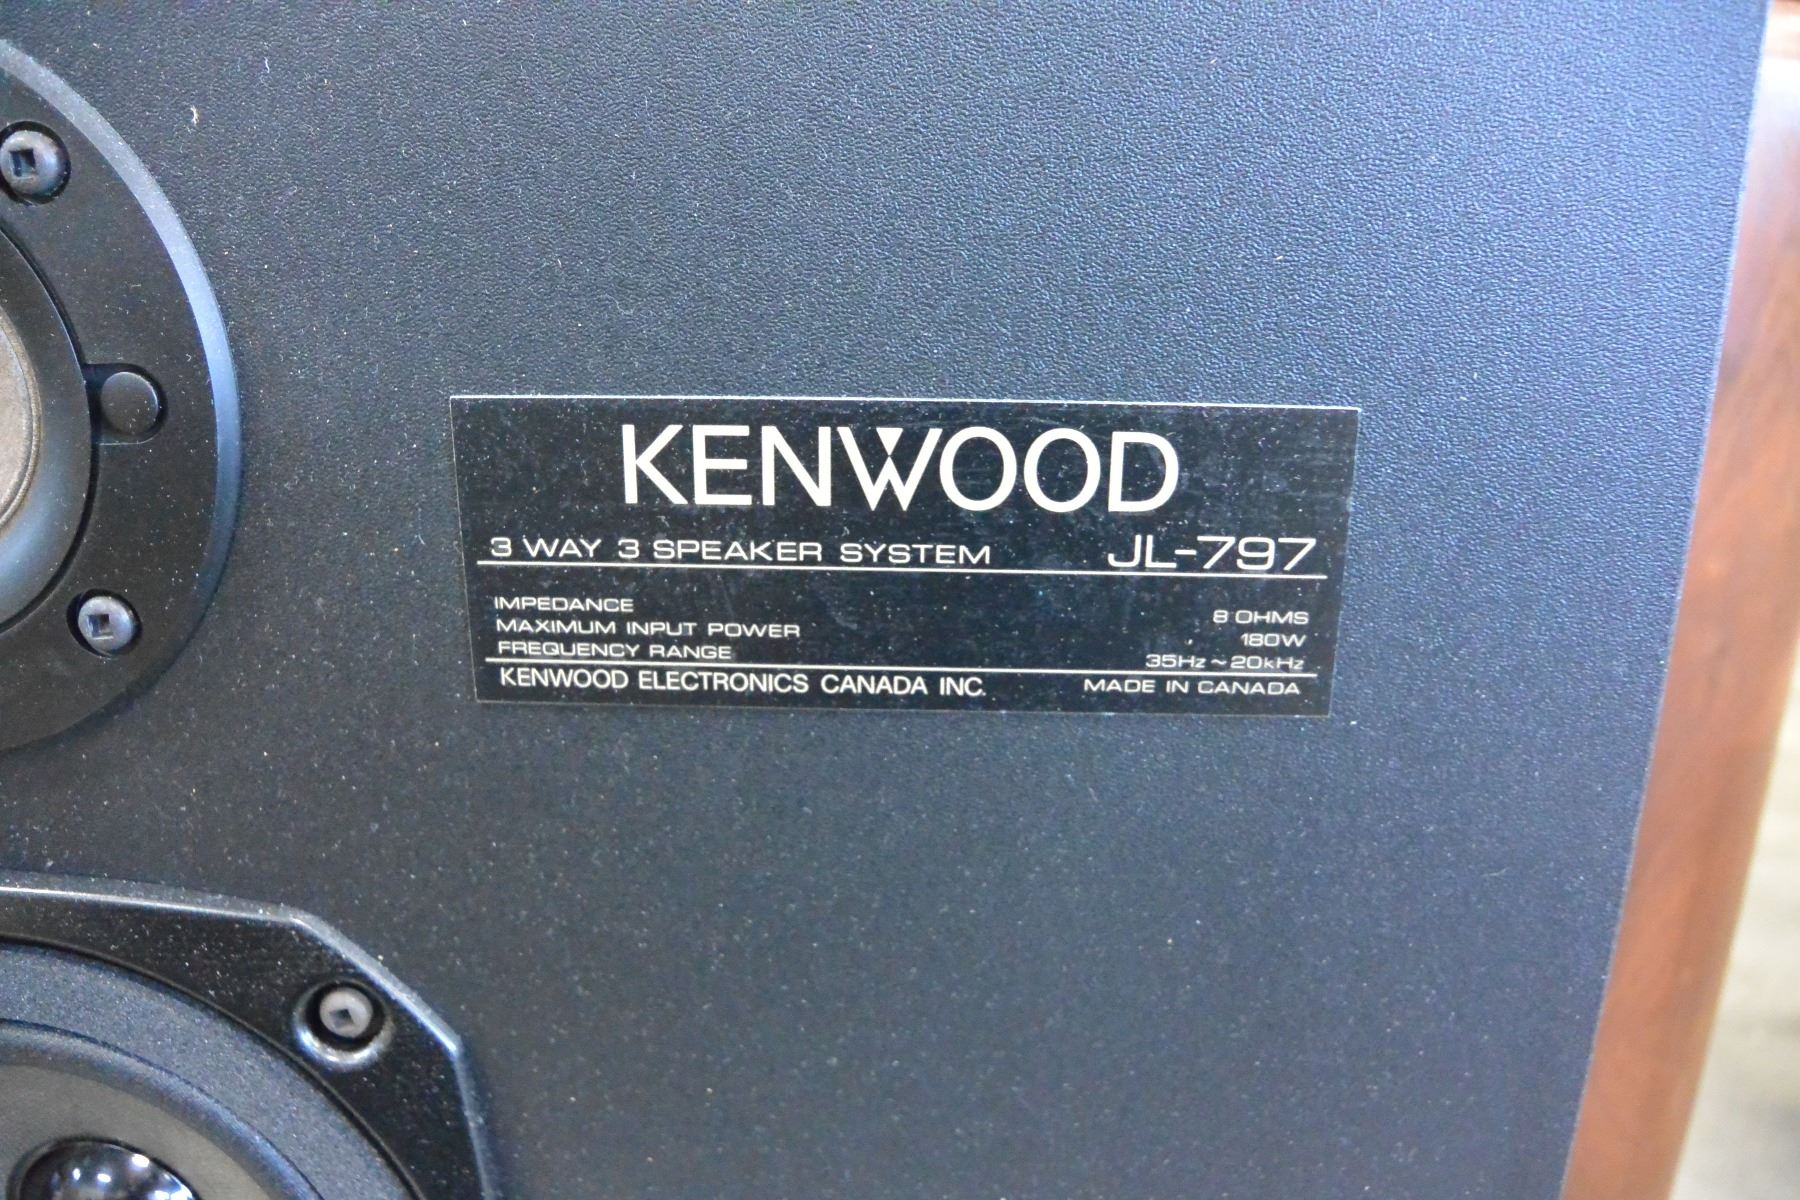 KENWOOD
3 WAY 3 SPEAKER SYSTEM JL-797
IMPEDANCE 8 OHMS
MAXIMUM INPUT POWER 180W
FREQUENCY RANGE 35Hz ~ 20kHz
KENWOOD ELECTRONICS CANADA INC. MADE IN CANADA